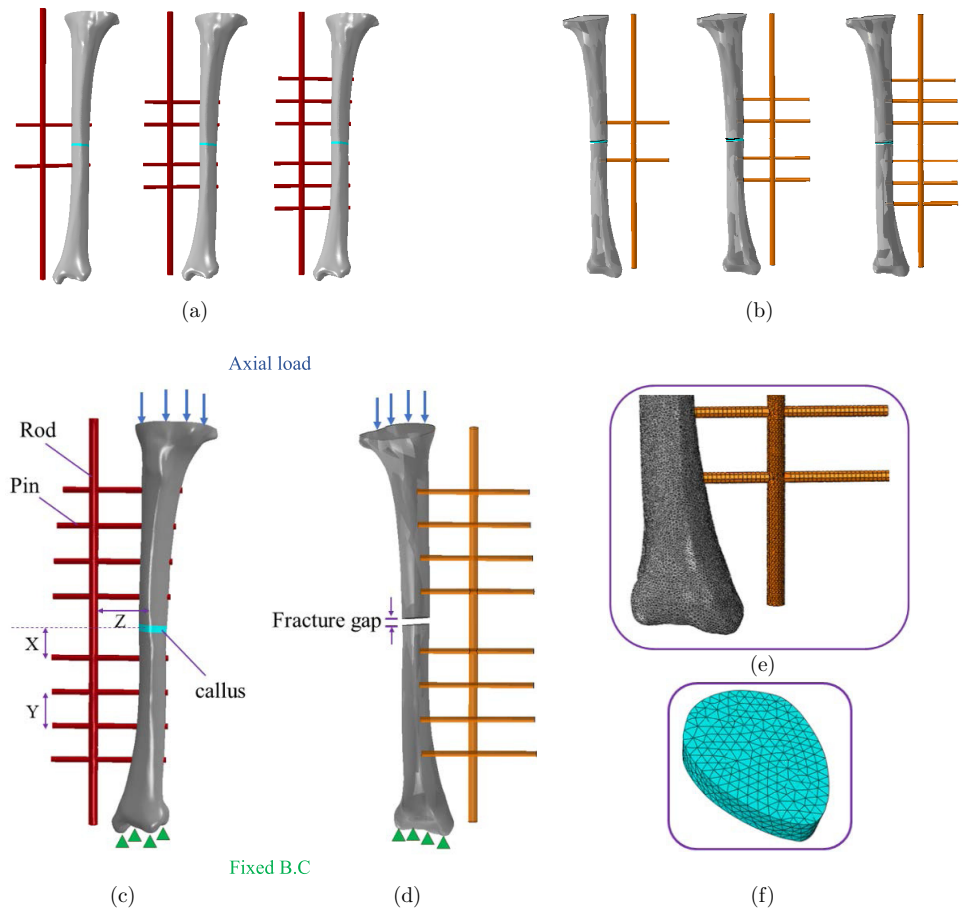 (a)
(b)
Axial load
Rod
Pin
Z
X
Y
callus
Fracture gap
Fixed B.C
(c)
(d)
(e)
(f)